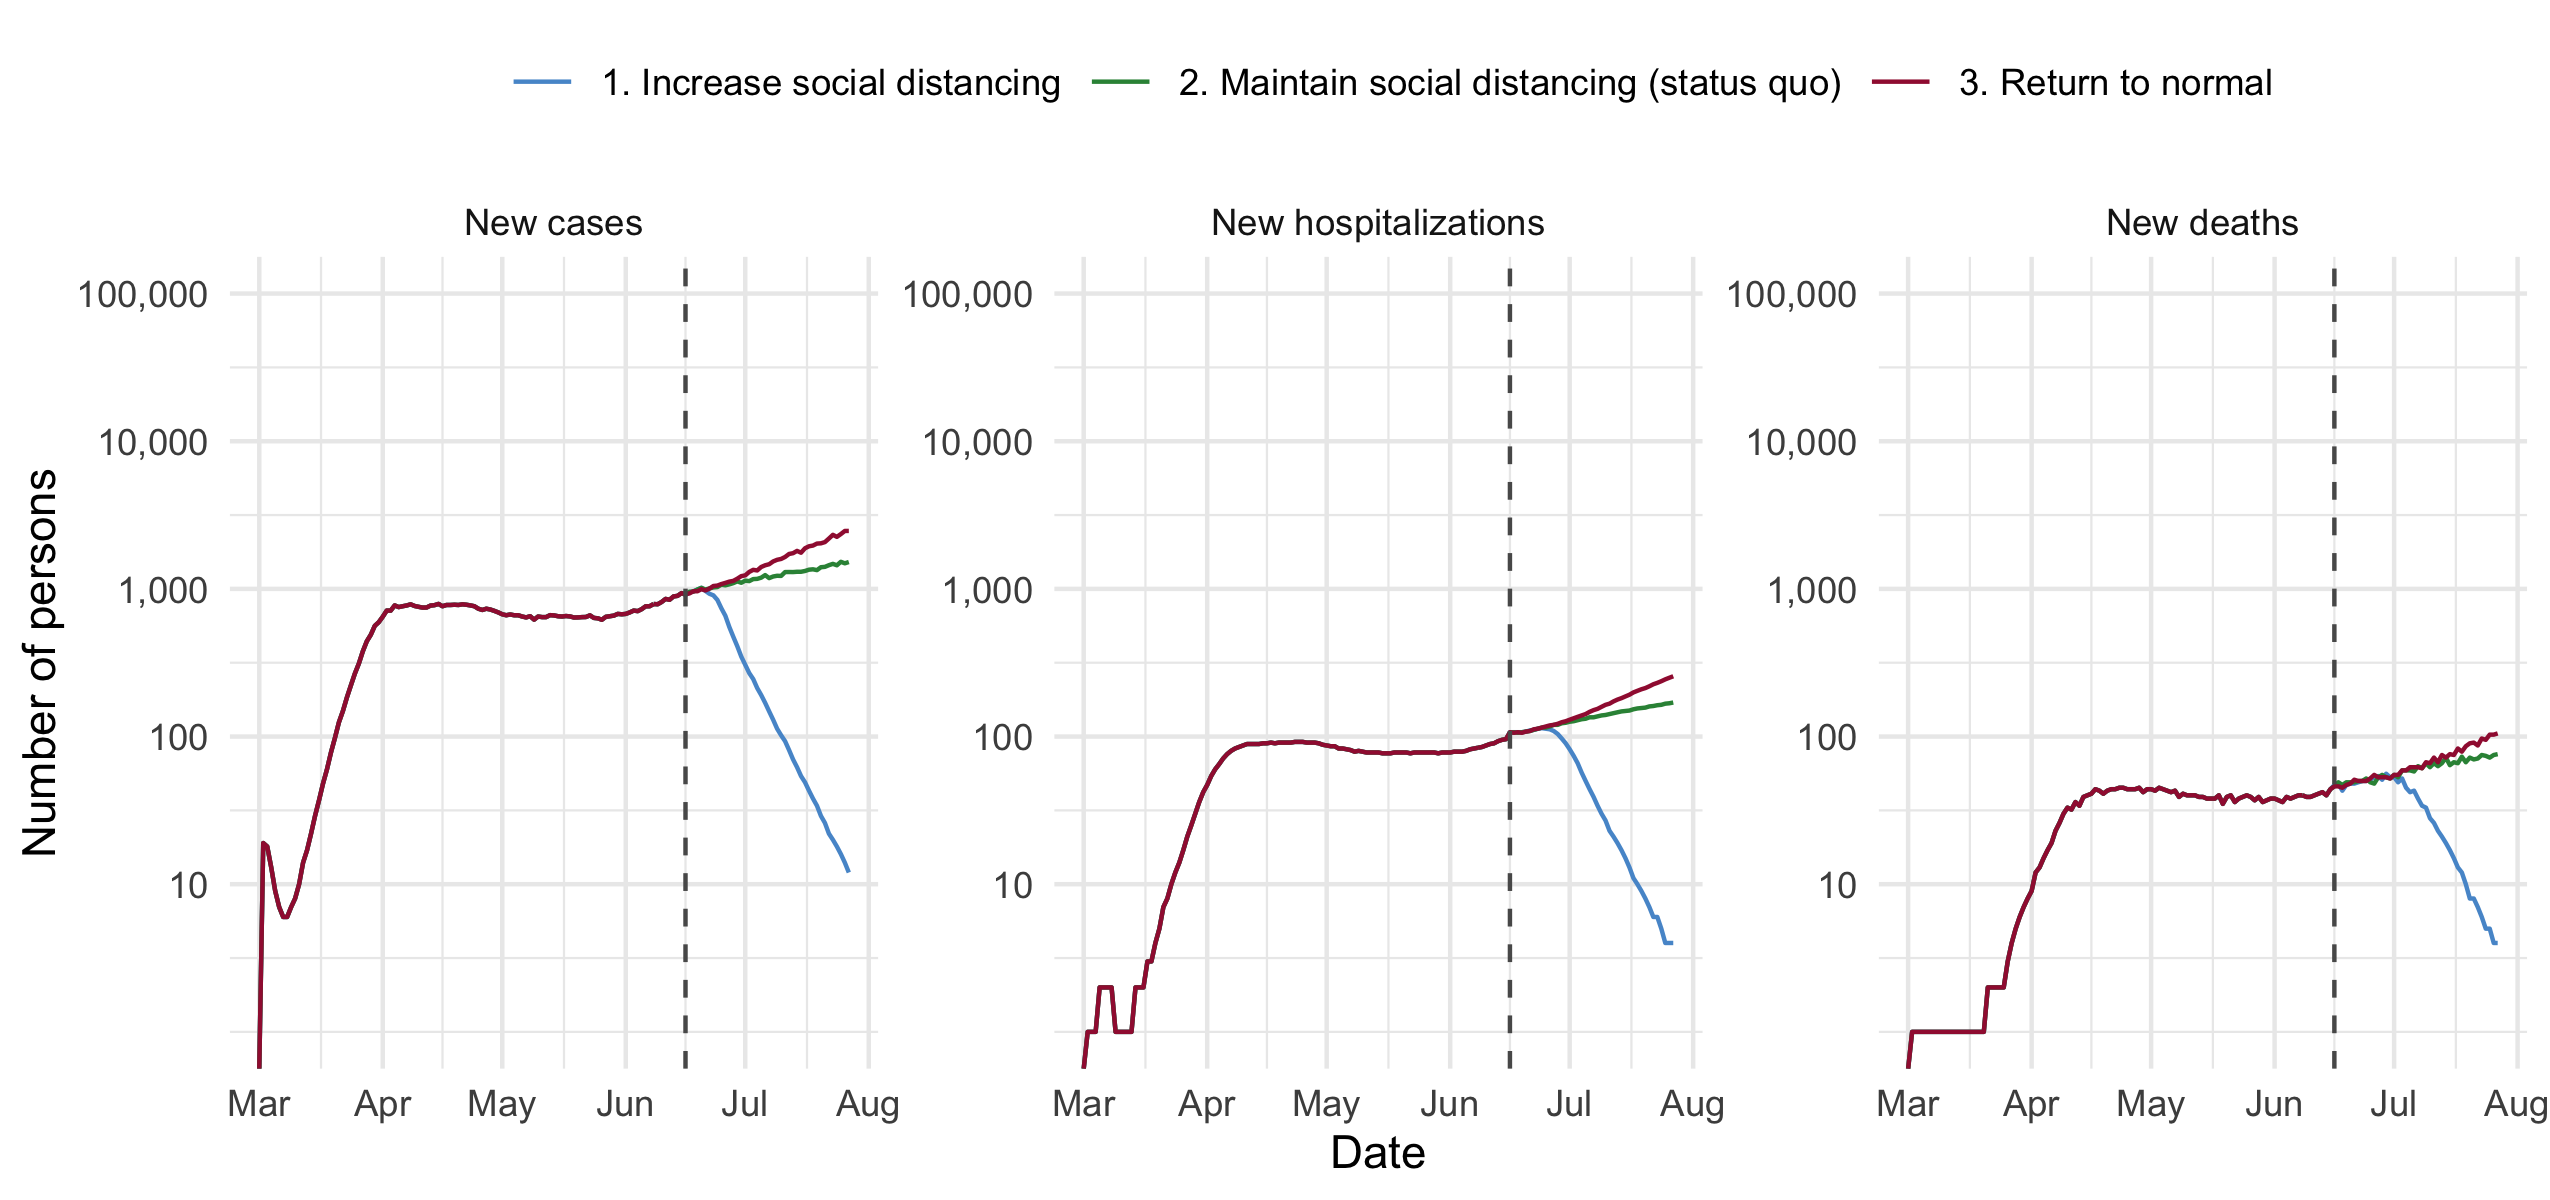 1. Increase social distancing 2. Maintain social distancing (status quo) 3. Return to normal
New cases New hospitalizations New deaths
Number of persons
100,000 100,000 100,000
10,000 10,000 10,000
1,000 1,000 1,000
100 100 100
10 10 10
Mar Apr May Jun Jul Aug Mar Apr May Jun Jul Aug Mar Apr May Jun Jul Aug
Date